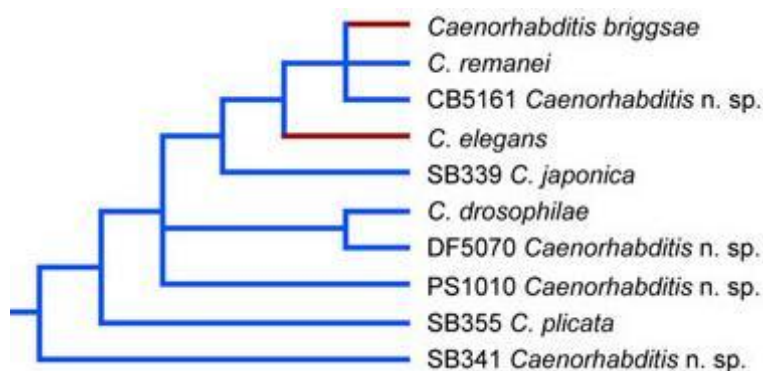 Caenorhabditis briggsae
C. remanei
CB5161 Caenorhabditis n. sp.
C. elegans
SB339 C. japonica
C. drosophilae
DF5070 Caenorhabditis n. sp.
PS1010 Caenorhabditis n. sp.
SB355 C. plicata
SB341 Caenorhabditis n. sp.